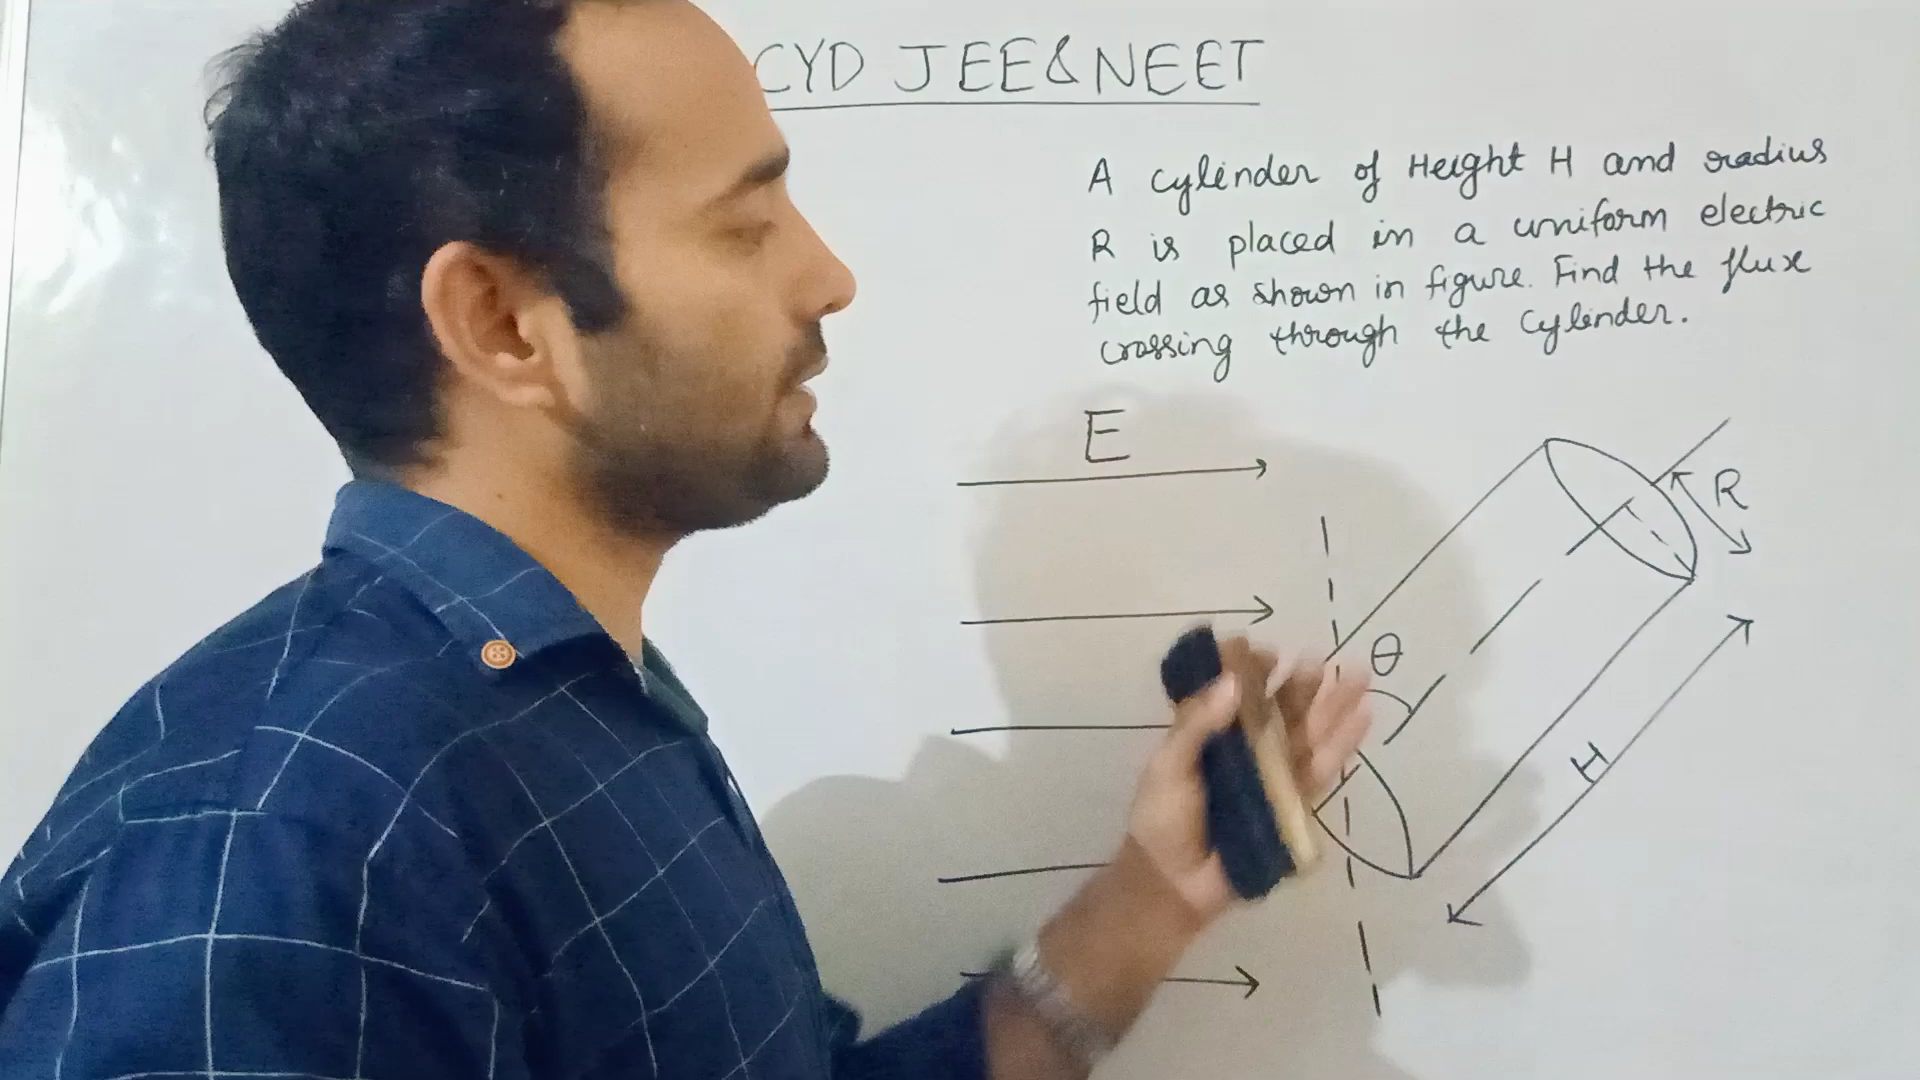 CYD JEE&NEET
A cylinder of Height H and radius
R is placed in a uniform electric
field as shown in figure. Find the flux
crossing through the cylinder.
E
R
θ
H